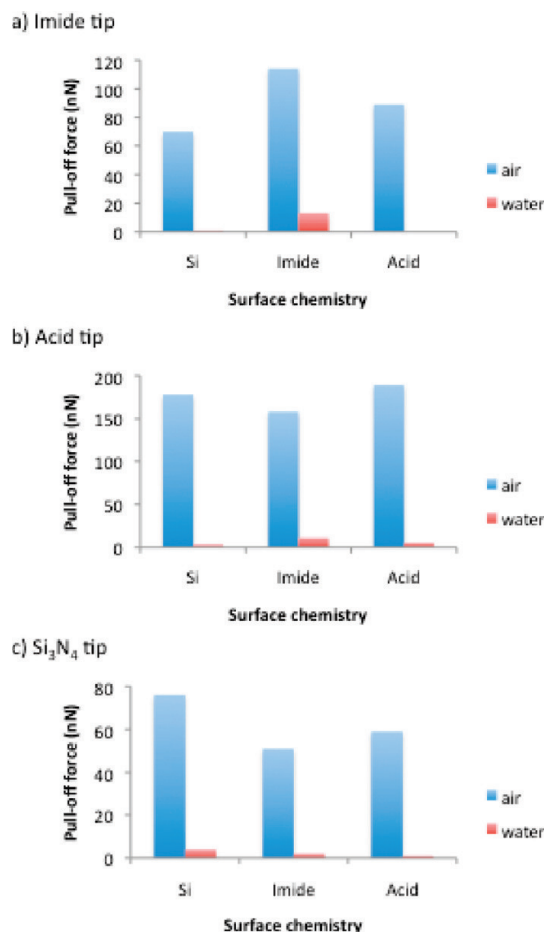 a) Imide tip
Pull-off force (nN)
120
100
80
60
40
20
0
Si Imide Acid
Surface chemistry
air
water
b) Acid tip
Pull-off force (nN)
200
150
100
50
0
Si Imide Acid
Surface chemistry
air
water
c) Si₃N₄ tip
Pull-off force (nN)
80
60
40
20
0
Si Imide Acid
Surface chemistry
air
water